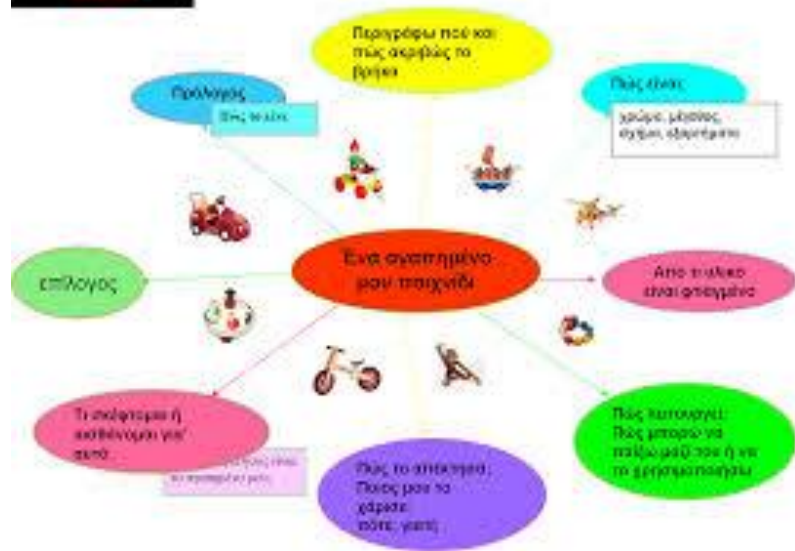 Περιγράφω πού και
πώς ακριβώς το
βρήκα
Πρόλογος
Πώς είναι;
χρώμα, μέγεθος,
σχήμα, εξαρτήματα
Ένα αγαπημένο
μου παιχνίδι
επίλογος
Από τι υλικό
είναι φτιαγμένο
Τι σκέφτομαι ή
αισθάνομαι γι'
αυτό
Πώς λειτουργεί;
Πώς μπορώ να
παίξω μαζί του ή να
το χρησιμοποιήσω
Πώς το απέκτησα;
Ποιος μου το
χάρισε
πότε, γιατί